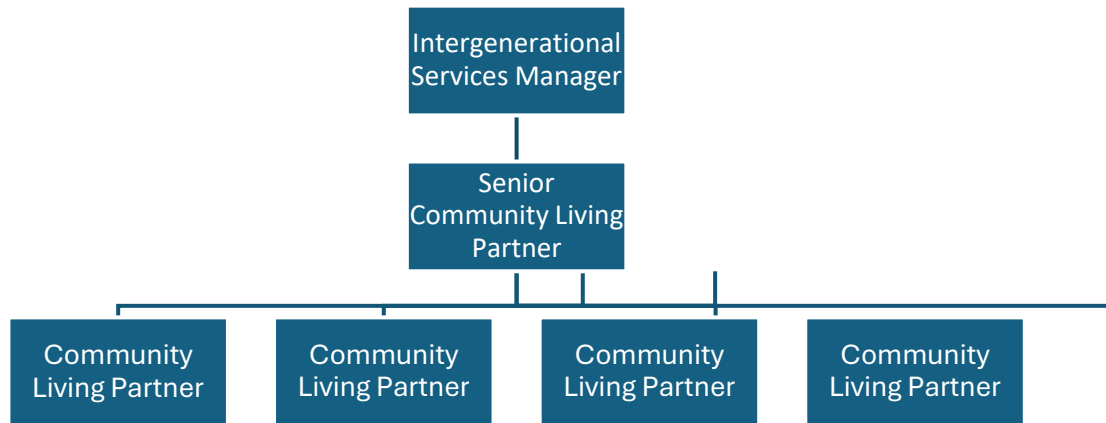 Intergenerational
Services Manager
Senior
Community Living
Partner
Community
Living Partner
Community
Living Partner
Community
Living Partner
Community
Living Partner